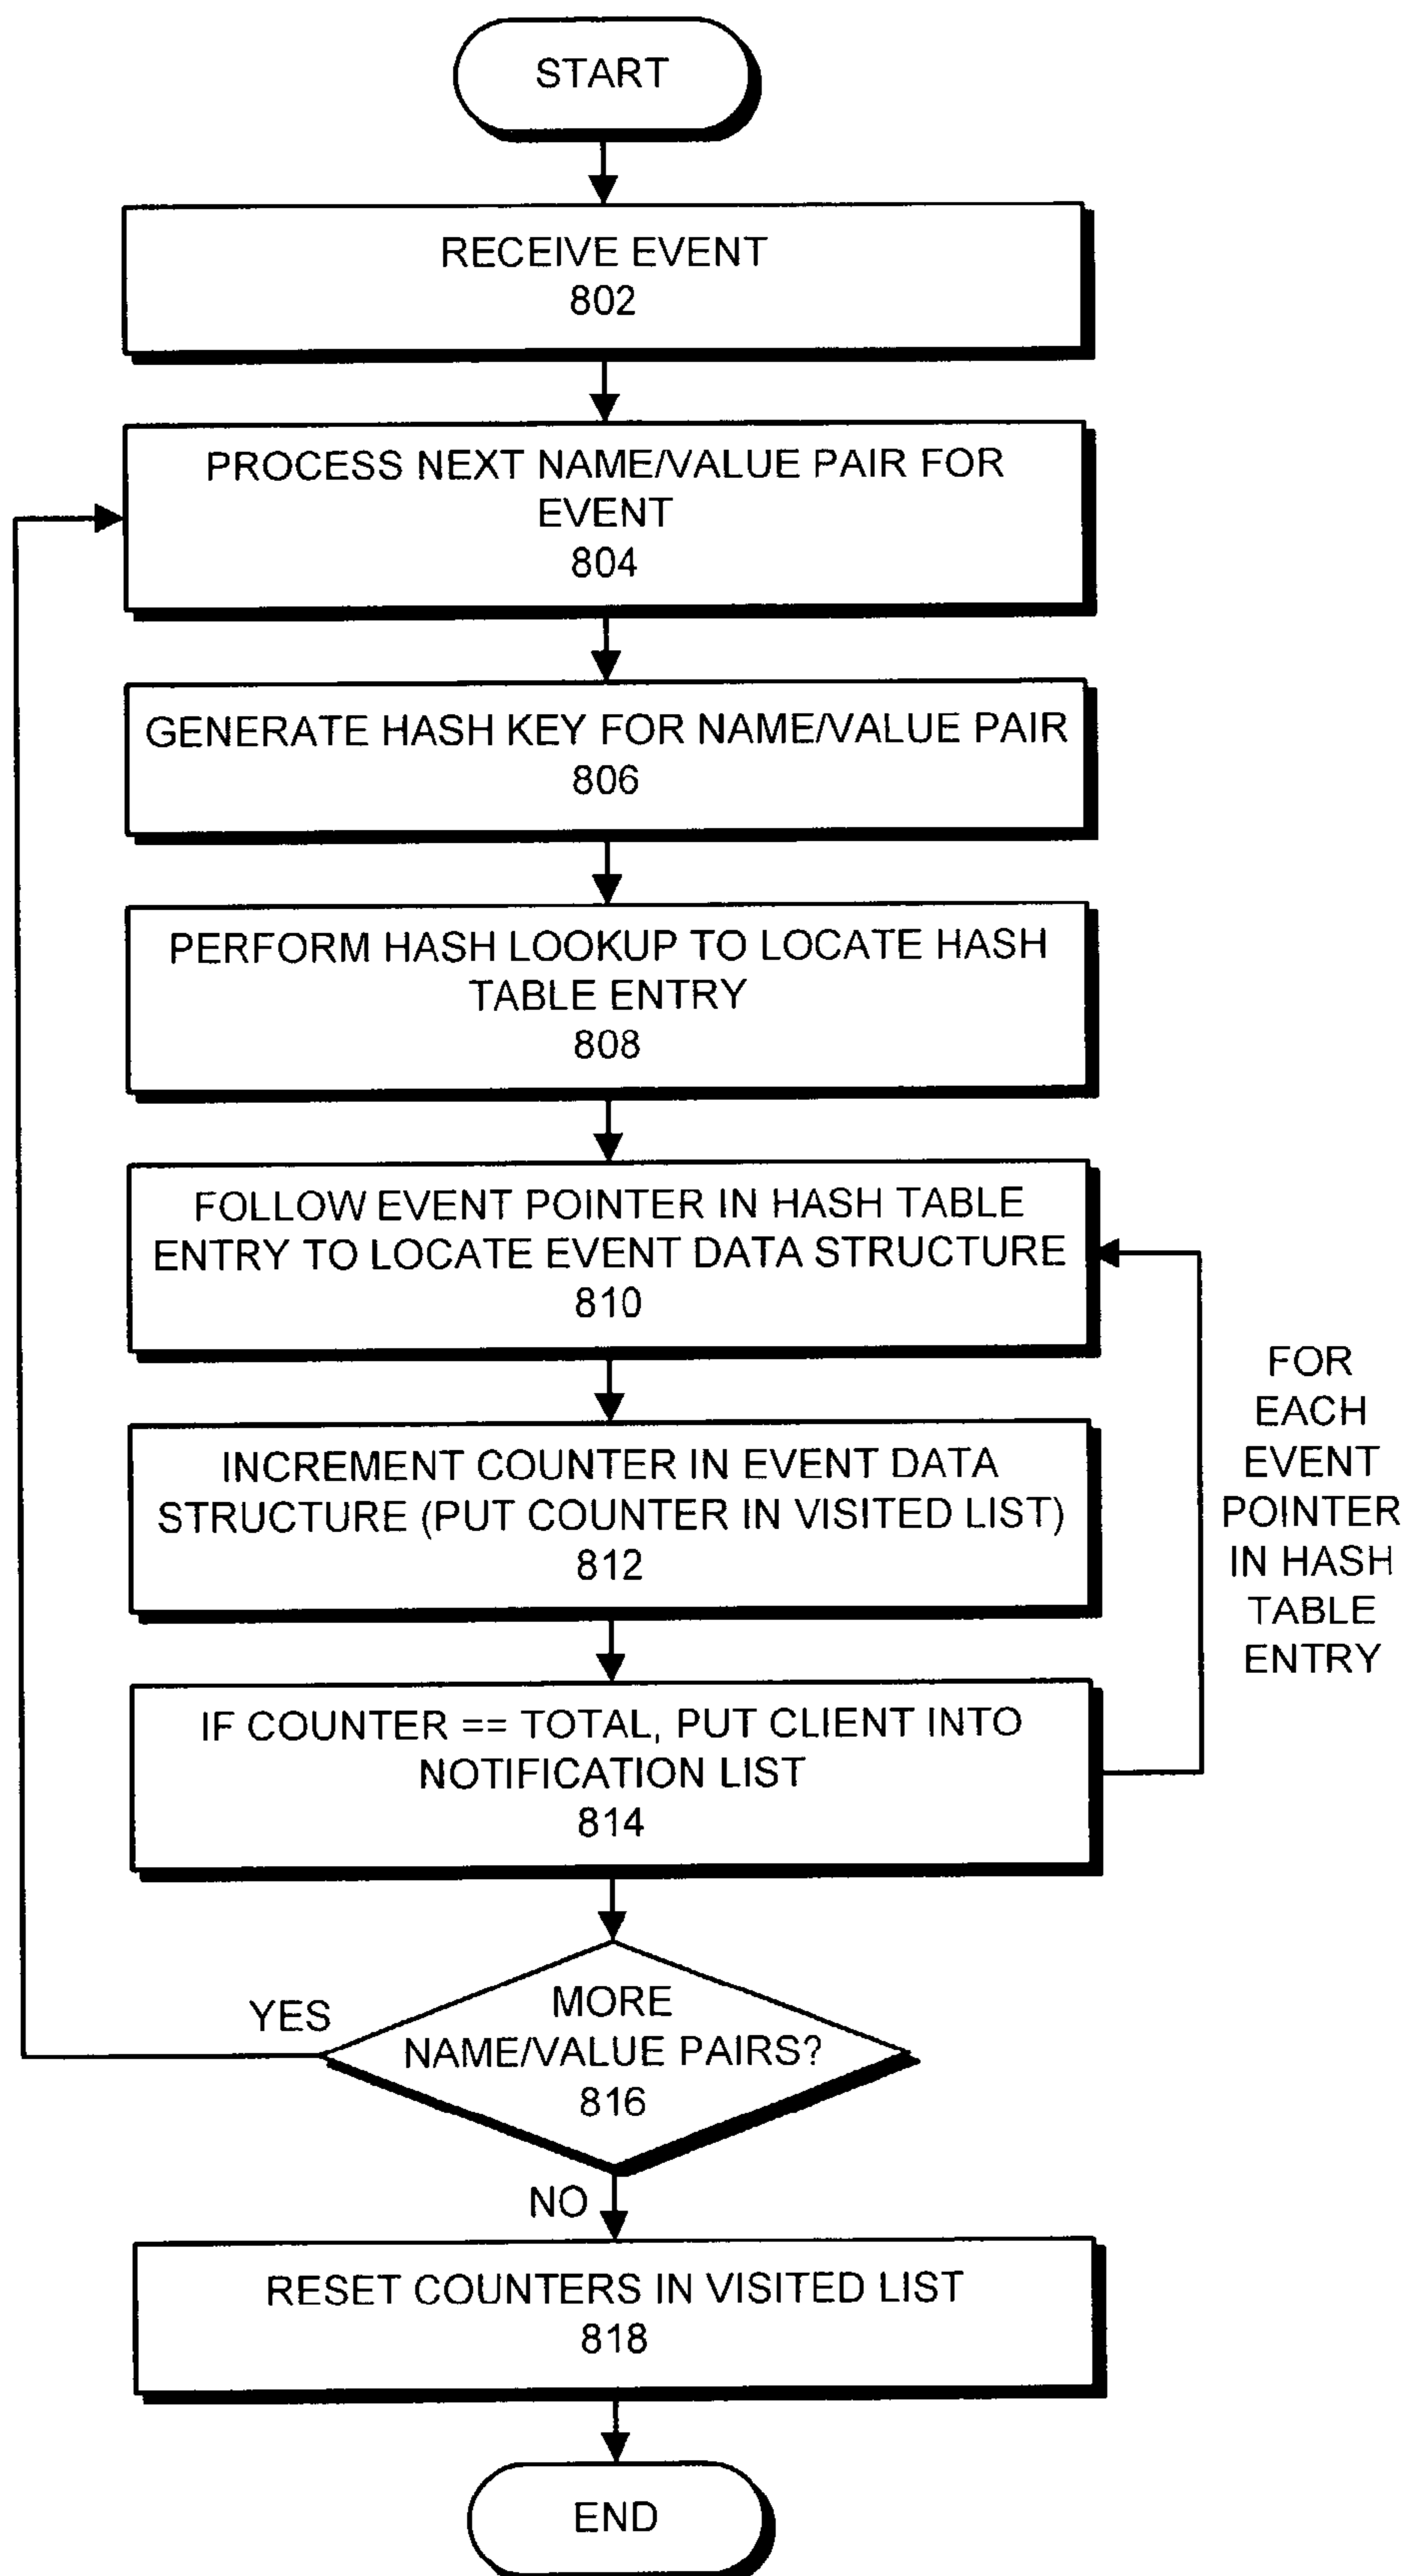 START
RECEIVE EVENT
802
PROCESS NEXT NAME/VALUE PAIR FOR
EVENT
804
GENERATE HASH KEY FOR NAME/VALUE PAIR
806
PERFORM HASH LOOKUP TO LOCATE HASH
TABLE ENTRY
808
FOLLOW EVENT POINTER IN HASH TABLE
ENTRY TO LOCATE EVENT DATA STRUCTURE
810
INCREMENT COUNTER IN EVENT DATA
STRUCTURE (PUT COUNTER IN VISITED LIST)
812
IF COUNTER == TOTAL, PUT CLIENT INTO
NOTIFICATION LIST
814
FOR
EACH
EVENT
POINTER
IN HASH
TABLE
ENTRY
YES
MORE
NAME/VALUE PAIRS?
816
NO
RESET COUNTERS IN VISITED LIST
818
END